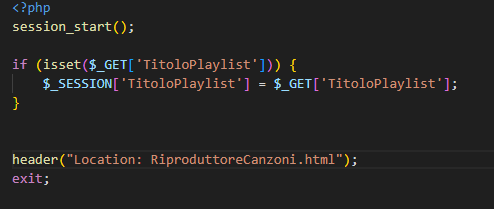 <?php
session_start();
if (isset($_GET['TitoloPlaylist'])) {
$_SESSION['TitoloPlaylist'] = $_GET['TitoloPlaylist'];
}
header("Location: RiproduttoreCanzoni.html");
exit;